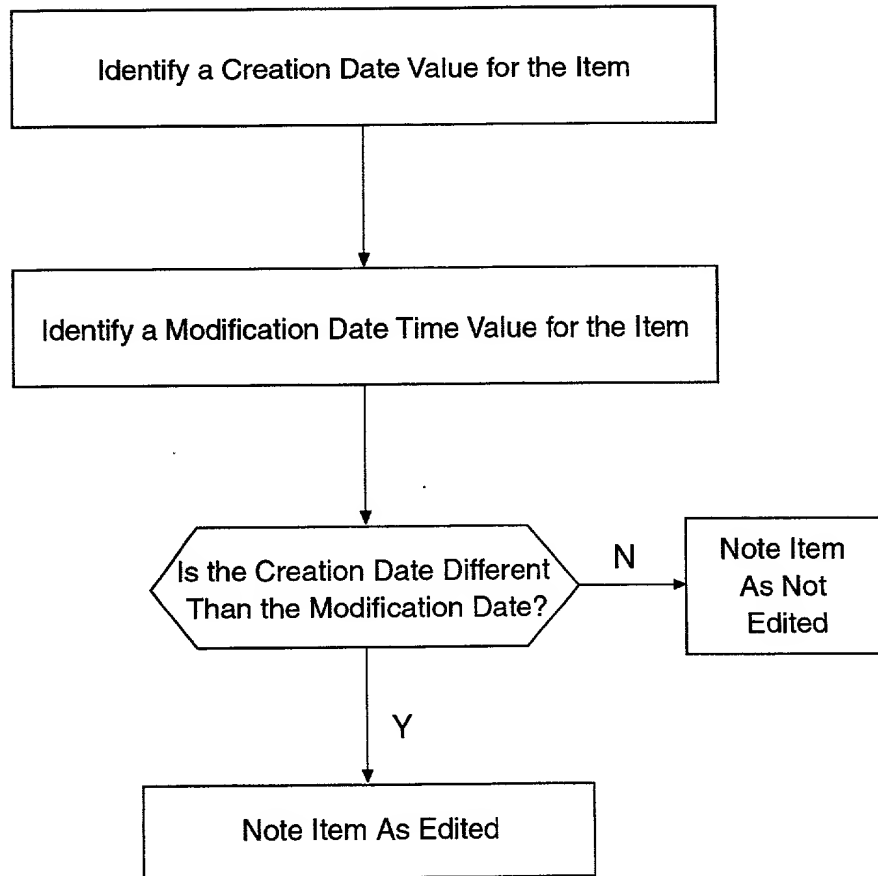 Identify a Creation Date Value for the Item
Identify a Modification Date Time Value for the Item
Is the Creation Date Different
Than the Modification Date?
N
Note Item
As Not
Edited
Y
Note Item As Edited